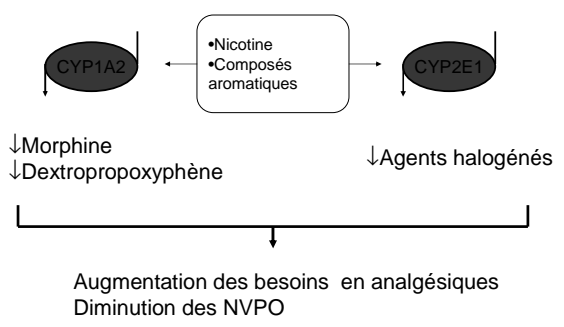 •Nicotine
•Composés
aromatiques
CYP1A2
CYP2E1
↓Morphine
↓Dextropropoxyphène
↓Agents halogénés
Augmentation des besoins en analgésiques
Diminution des NVPO